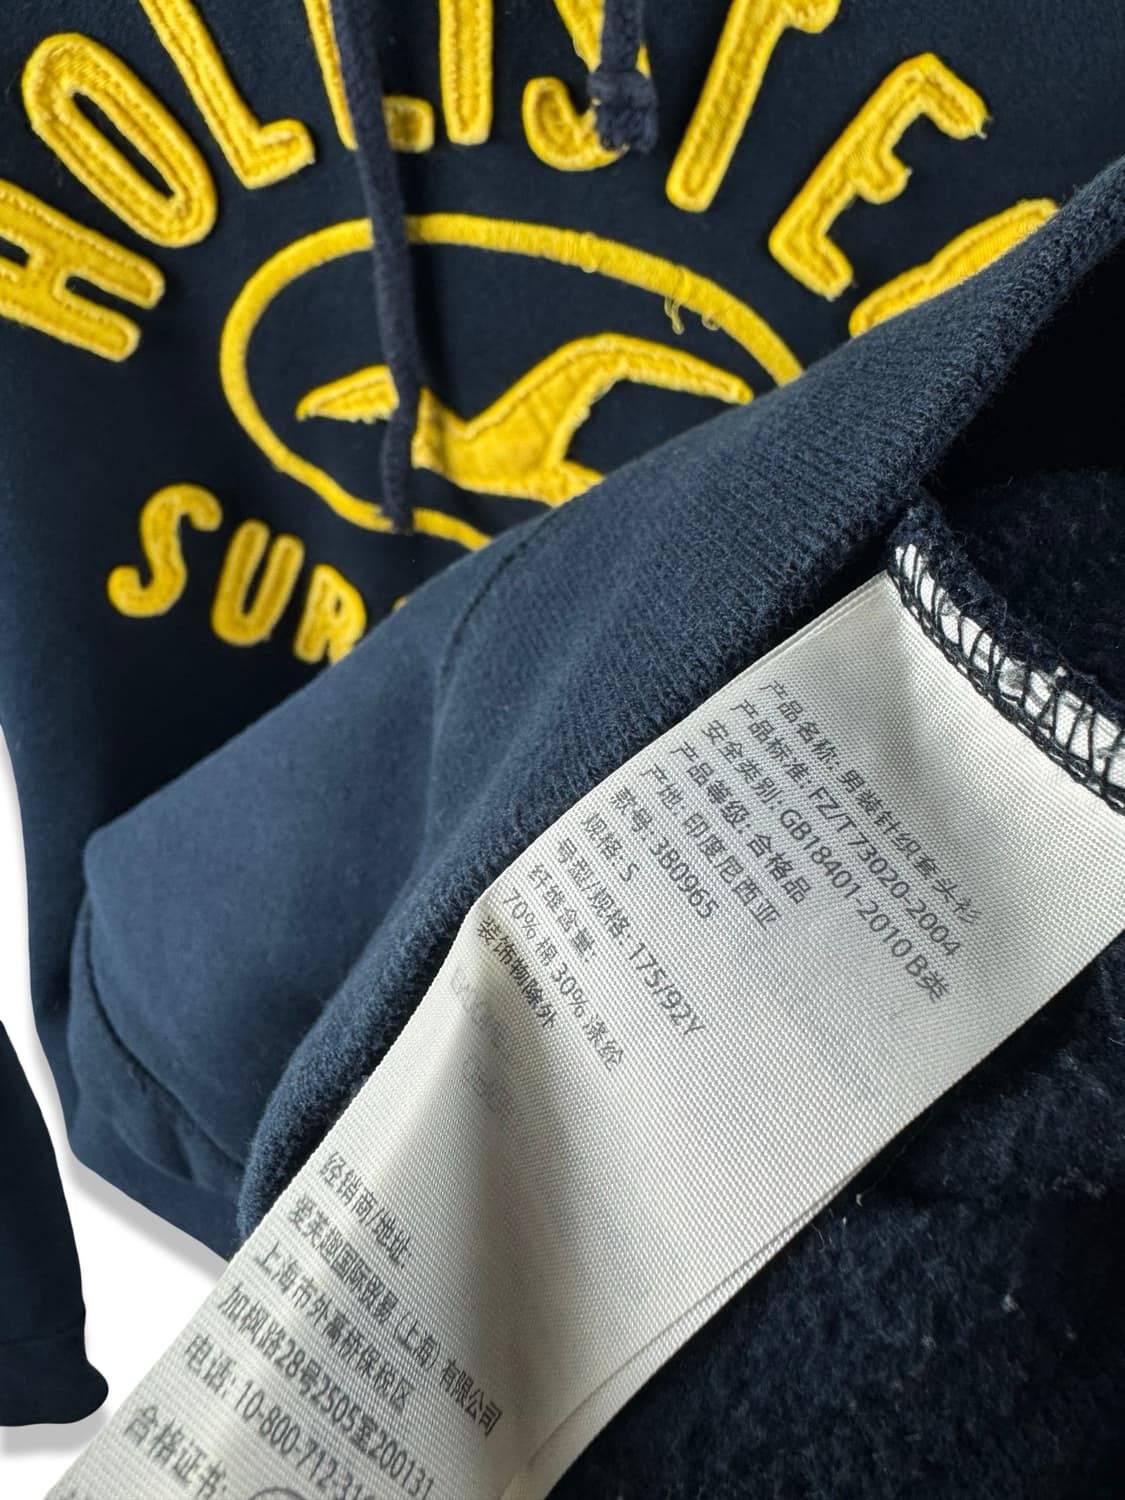 HOLLISTE
SUR
产品名称: 男装针织套头衫
产品标准: FZ/T73020-2004
安全类别: GB18401-2010 B类
产品等级: 合格品
产地: 印度尼西亚
款号: 3B0965
规格: S
号型/规格: 175/92Y
纤维含量:
70% 棉 30% 涤纶
装饰物除外
经销商/地址:
爱芙趣国际贸易 (上海) 有限公司
上海市外高桥保税区
加枫路28号2505室200131
电话: 10-800-712-31
合格证书: